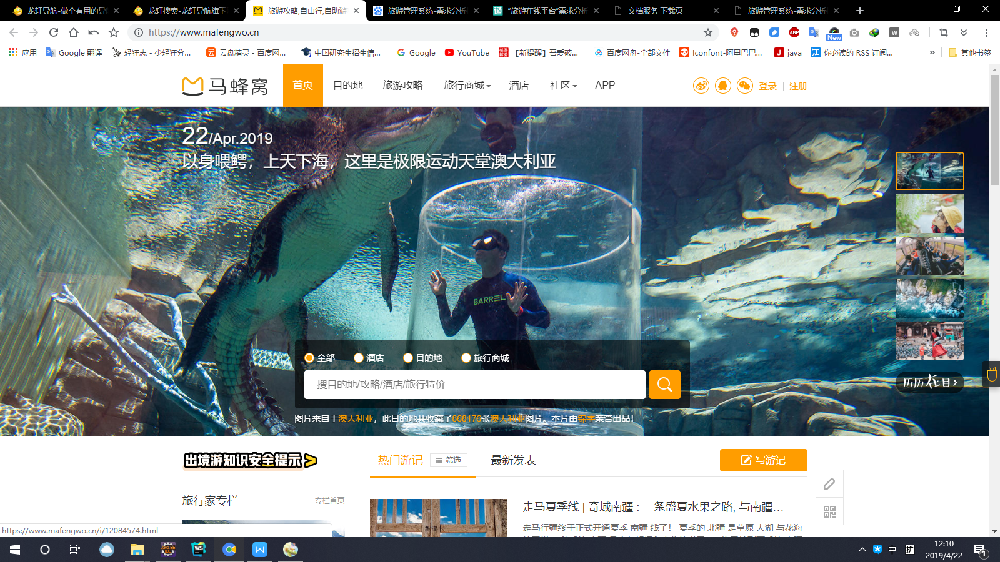 龙轩导航-做个有用的导航
龙轩搜索-龙轩导航旗下
旅游攻略,自由行,自助游
旅游管理系统-需求分析
“旅游在线平台”需求分析
文档服务 下载页
旅游管理系统-需求分析
https://www.mafengwo.cn
ABP
New
W
应用
Google 翻译
轻狂志 - 少轻狂分...
云盘精灵 - 百度网...
中国研究生招生信...
Google
YouTube
【新提醒】吾爱破...
百度网盘-全部文件
Iconfont-阿里巴巴...
java
你必读的 RSS 订阅...
»
其他书签
马蜂窝
首页
目的地
旅游攻略
旅行商城
酒店
社区
APP
登录 | 注册
22/Apr.2019
以身喂鳄，上天下海，这里是极限运动天堂澳大利亚
BARREL
全部
酒店
目的地
旅行商城
搜目的地/攻略/酒店/旅行特价
历历在目>
图片来自于澳大利亚，此目的地共收藏了868176张澳大利亚图片。本片由锦字荣誉出品！
出境游知识安全提示>
热门游记
筛选
最新发表
写游记
旅行家专栏
专栏首页
走马夏季线 | 奇域南疆：一条盛夏水果之路, 与南疆...
走马行疆终于正式开通夏季 南疆 线了！ 夏季的 北疆 是草原 大湖 与花海
https://www.mafengwo.cn/i/12084574.html
WS
中
拼
12:10
2019/4/22
1